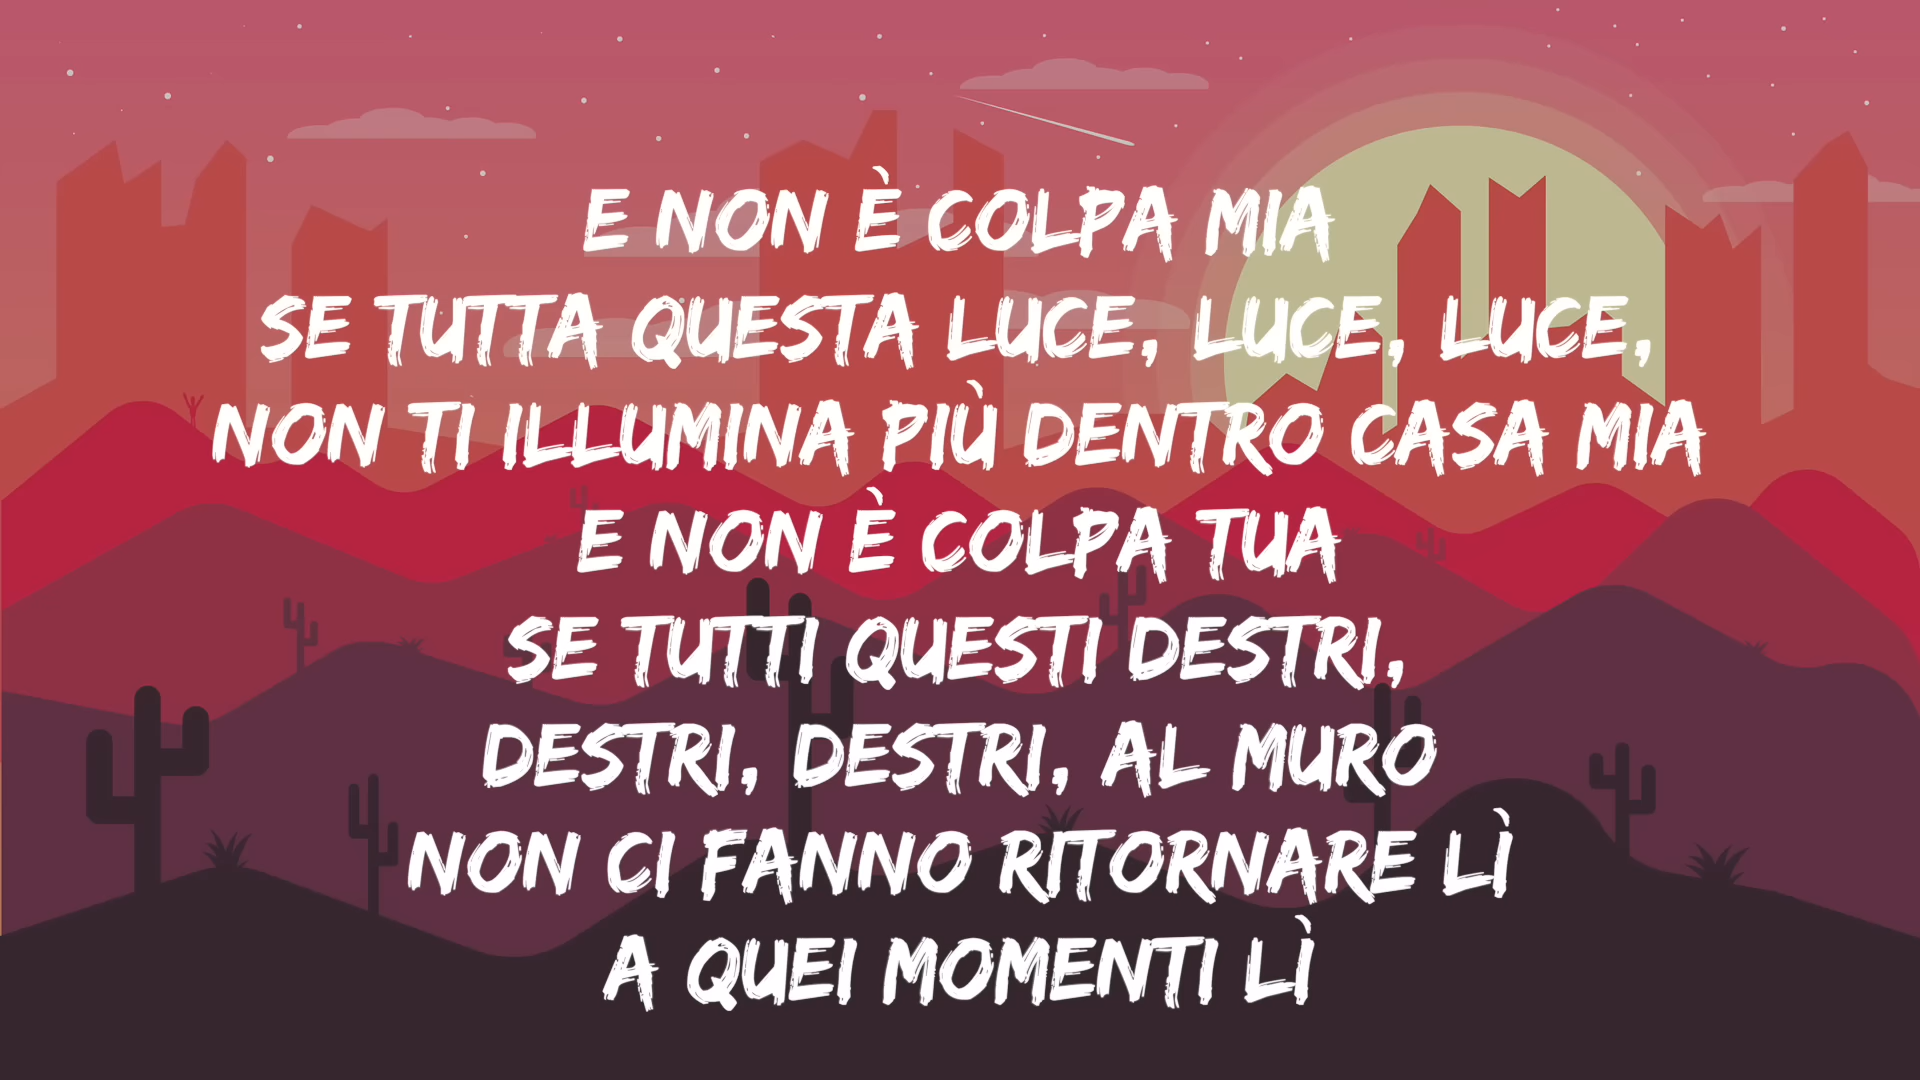 E NON È COLPA MIA
SE TUTTA QUESTA LUCE, LUCE, LUCE,
NON TI ILLUMINA PIÙ DENTRO CASA MIA
E NON È COLPA TUA
SE TUTTI QUESTI DESTRI,
DESTRI, DESTRI, AL MURO
NON CI FANNO RITORNARE LÌ
A QUEI MOMENTI LÌ